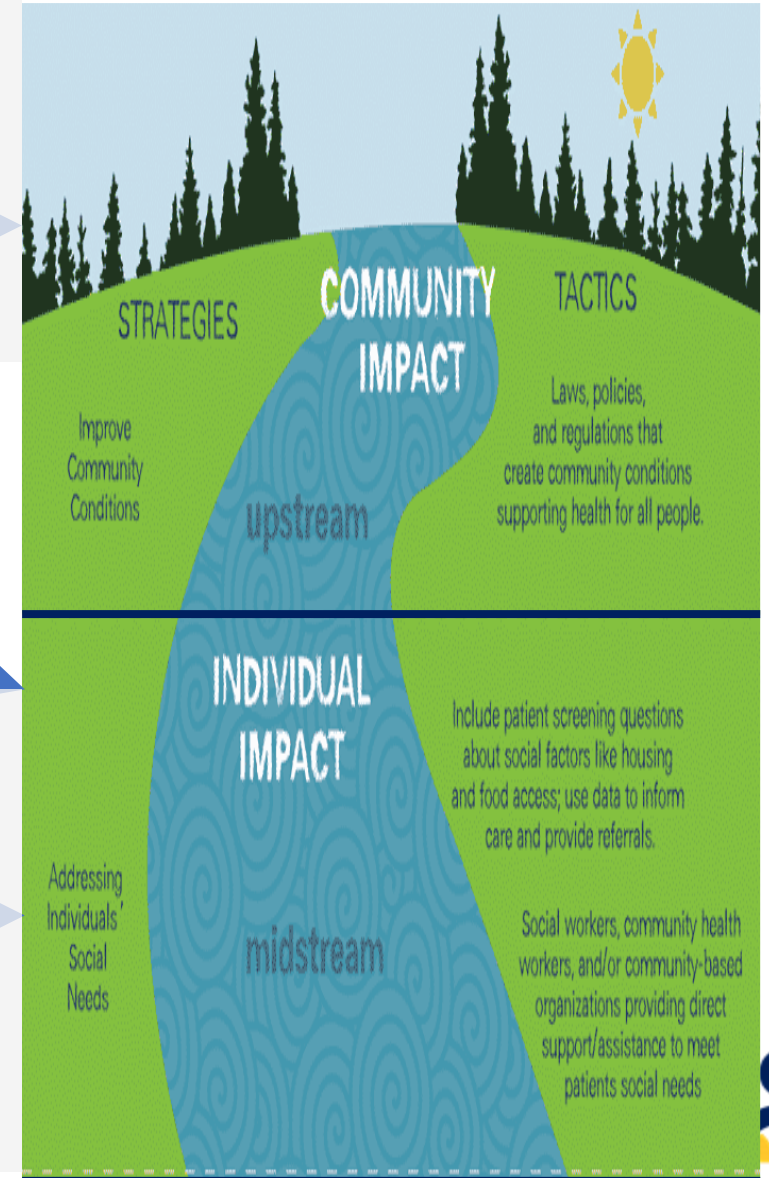 STRATEGIES
COMMUNITY
IMPACT
TACTICS
Improve
Community
Conditions
upstream
Laws, policies,
and regulations that
create community conditions
supporting health for all people.
INDIVIDUAL
IMPACT
Addressing
Individuals'
Social
Needs
midstream
Include patient screening questions
about social factors like housing
and food access; use data to inform
care and provide referrals.
Social workers, community health
workers, and/or community-based
organizations providing direct
support/assistance to meet
patients social needs